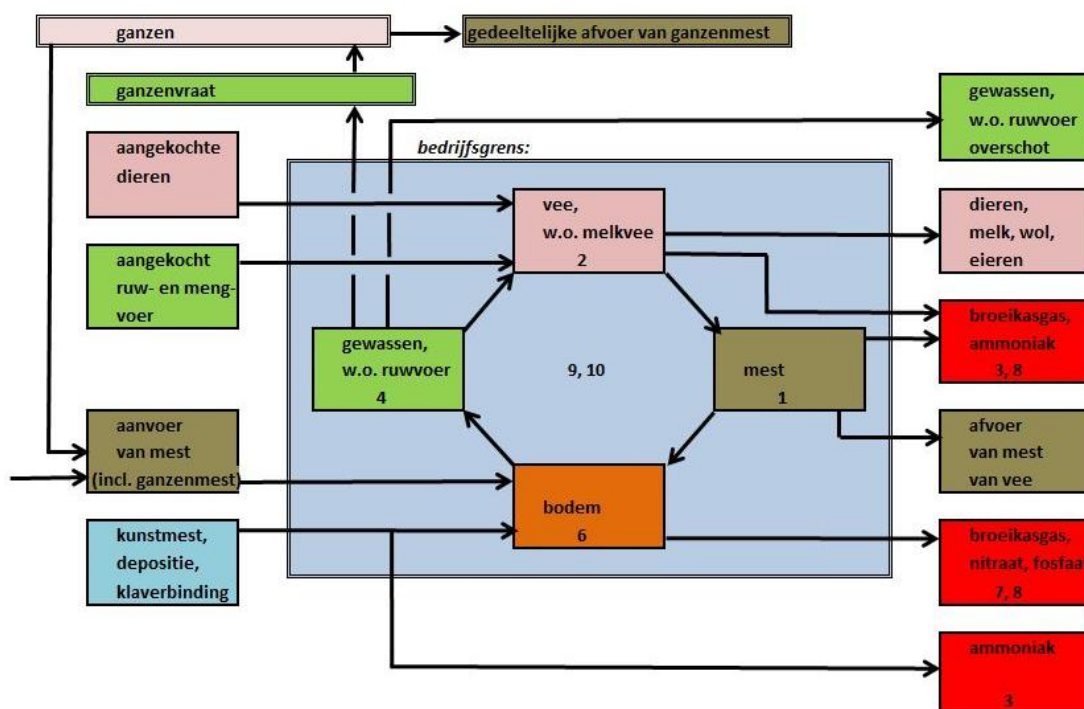 ganzen
gedeeltelijke afvoer van ganzenmest
ganzenvraat
gewassen,
w.o. ruwvoer
overschot
aangekochte
dieren
bedrijfsgrens:
vee,
w.o. melkvee
2
dieren,
melk, wol,
eieren
aangekocht
ruw- en meng-
voer
broeikasgas,
ammoniak
3, 8
gewassen,
w.o. ruwvoer
4
9, 10
mest
1
aanvoer
van mest
(incl. ganzenmest)
afvoer
van mest
van vee
bodem
6
kunstmest,
depositie,
klaverbinding
broeikasgas,
nitraat, fosfaat
7, 8
ammoniak
3